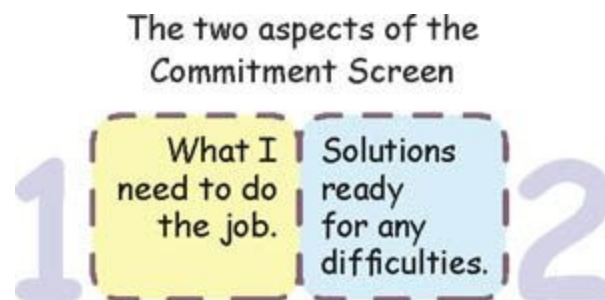 The two aspects of the
Commitment Screen
1
What I
need to do
the job.
Solutions
ready
for any
difficulties.
2